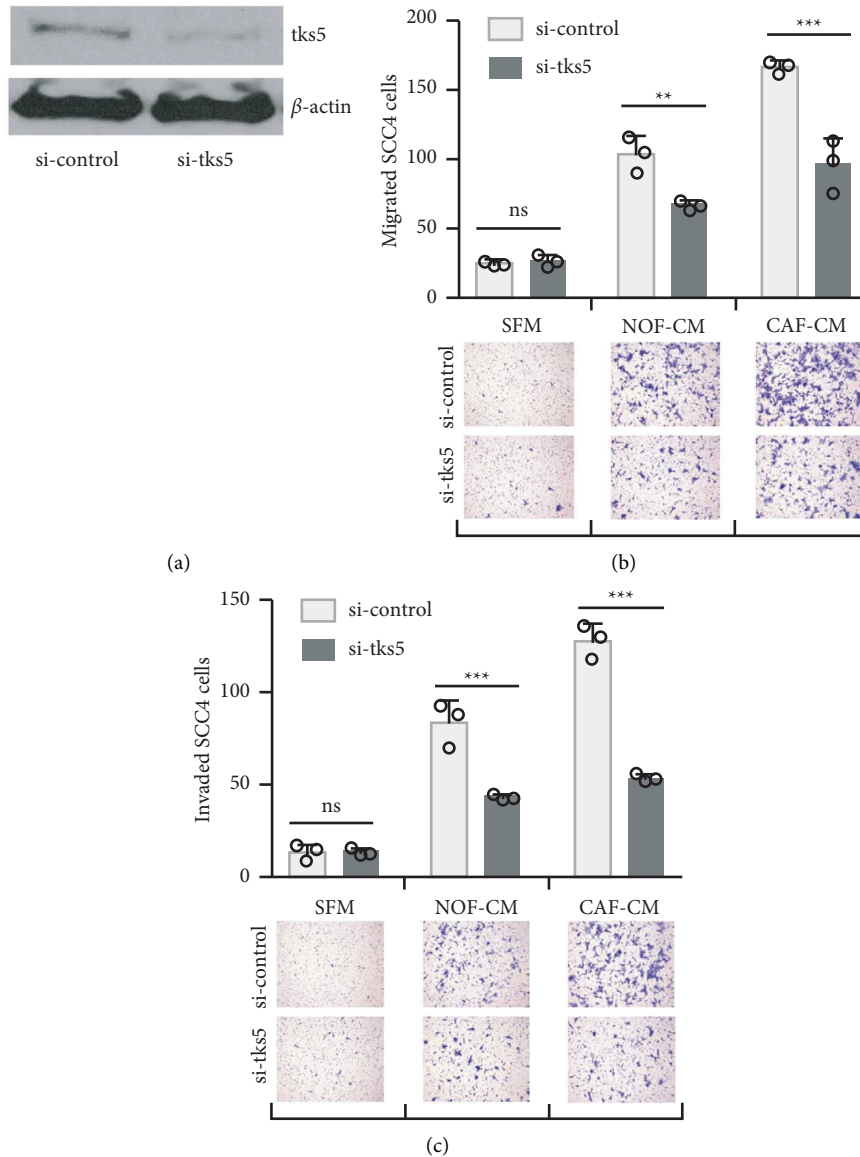 tks5
β-actin
si-control
si-tks5
(a)
200
150
100
50
0
Migrated SCC4 cells
si-control
si-tks5
ns
**
***
SFM
NOF-CM
CAF-CM
si-control
si-tks5
(b)
150
100
50
0
Invaded SCC4 cells
si-control
si-tks5
ns
***
***
SFM
NOF-CM
CAF-CM
si-control
si-tks5
(c)